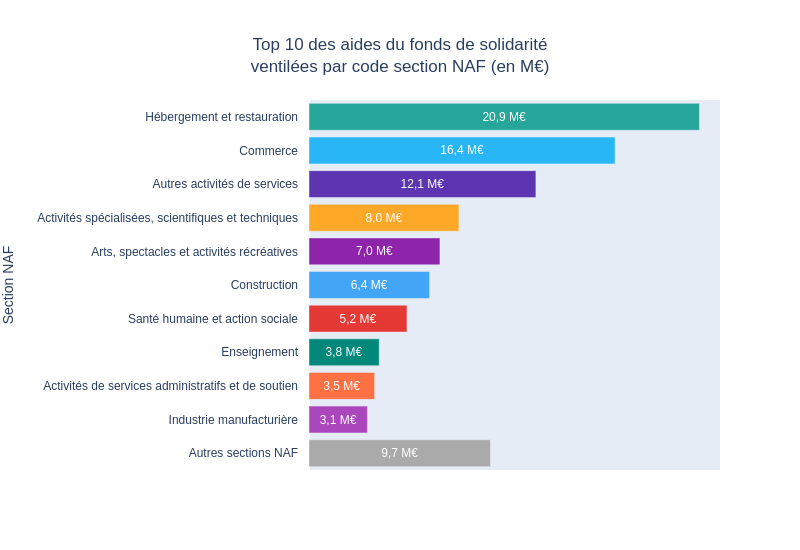 Top 10 des aides du fonds de solidarité
ventilées par code section NAF (en M€)
Section NAF
Hébergement et restauration 20,9 M€
Commerce 16,4 M€
Autres activités de services 12,1 M€
Activités spécialisées, scientifiques et techniques 8,0 M€
Arts, spectacles et activités récréatives 7,0 M€
Construction 6,4 M€
Santé humaine et action sociale 5,2 M€
Enseignement 3,8 M€
Activités de services administratifs et de soutien 3,5 M€
Industrie manufacturière 3,1 M€
Autres sections NAF 9,7 M€